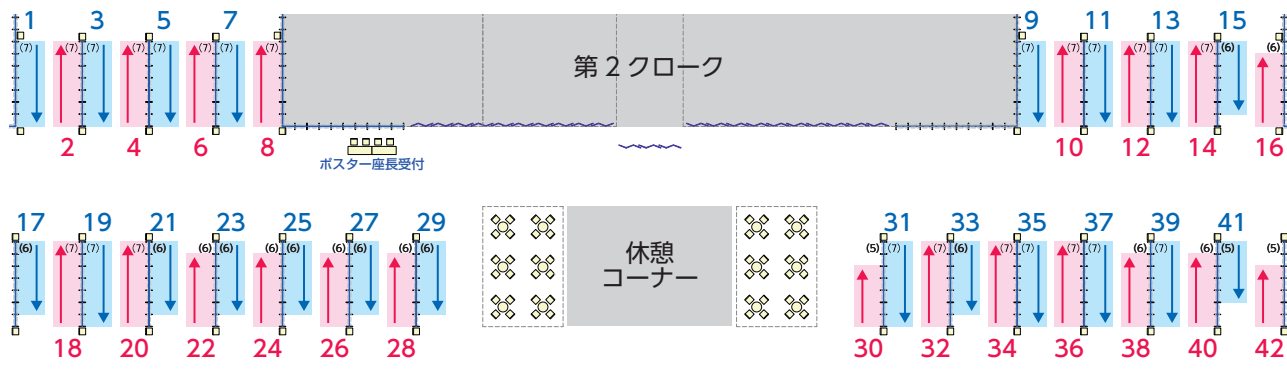 1 3 5 7 9 11 13 15
(7) (7) (7) (7) (7) (7) (7) (7) (7) (7) (7) (7) (7) (7) (6) (6)
第2クローク
2 4 6 8 10 12 14 16
ポスター座長受付
17 19 21 23 25 27 29 31 33 35 37 39 41
(6) (7) (7) (7) (6) (6) (6) (6) (6) (6) (6) (6) (6) (5) (7) (7) (6) (7) (7) (7) (7) (6) (7) (6) (5) (5)
休憩
コーナー
18 20 22 24 26 28 30 32 34 36 38 40 42